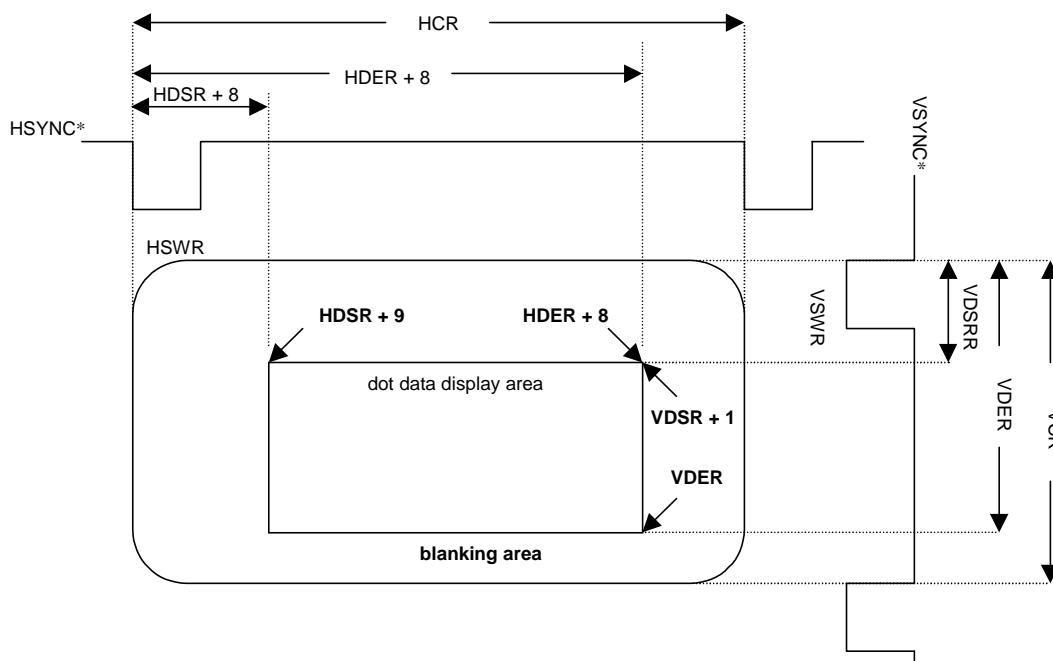 HCR
HDER + 8
HDSR + 8
HSYNC*
VSYNC*
HSWR
HDSR + 9
HDER + 8
VSWR
VDSRR
dot data display area
VDSR + 1
VDER
VDER
blanking area